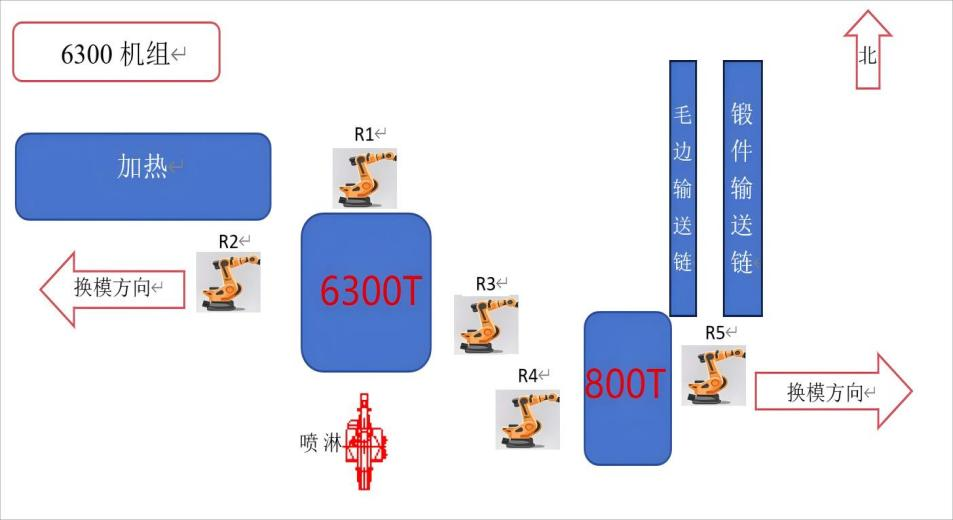 6300 机组↵
北
加热↵
R1↵
R2↵
换模方向↵
6300T
R3↵
R4↵
喷淋
800T
毛边输送链
锻件输送链↵
R5↵
换模方向↵